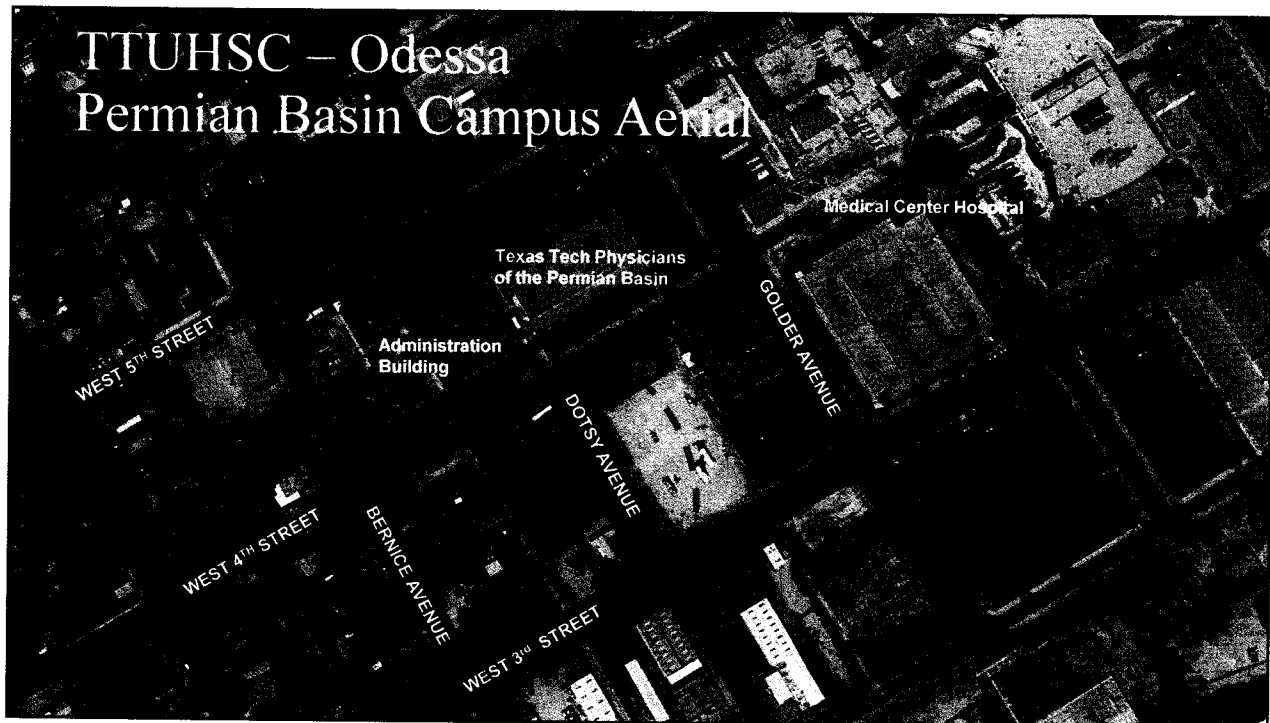 TTUHSC – Odessa
Permian Basin Campus Aerial
Medical Center Hospital
Texas Tech Physicians
of the Permian Basin
GOLDER AVENUE
WEST 5TH STREET
Administration
Building
DOTSY AVENUE
WEST 4TH STREET
BERNICE AVENUE
WEST 3rd STREET